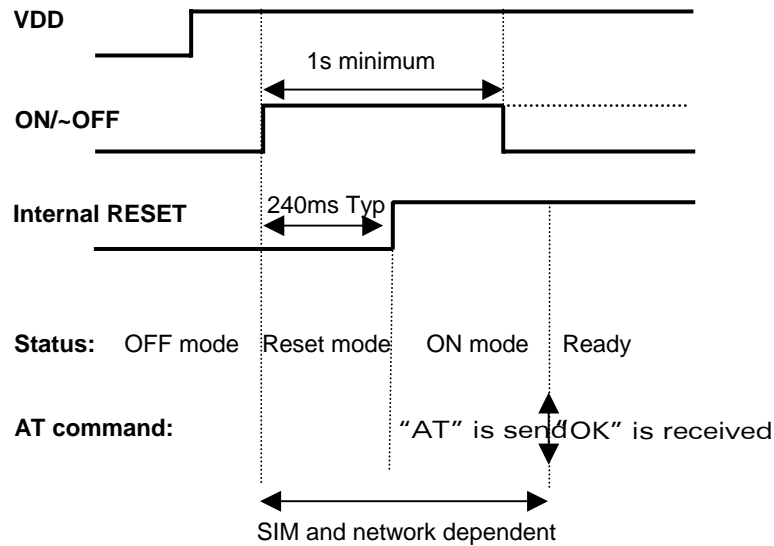 VDD
1s minimum
ON/~OFF
240ms Typ
Internal RESET
Status: OFF mode Reset mode ON mode Ready
AT command: "AT" is send "OK" is received
SIM and network dependent